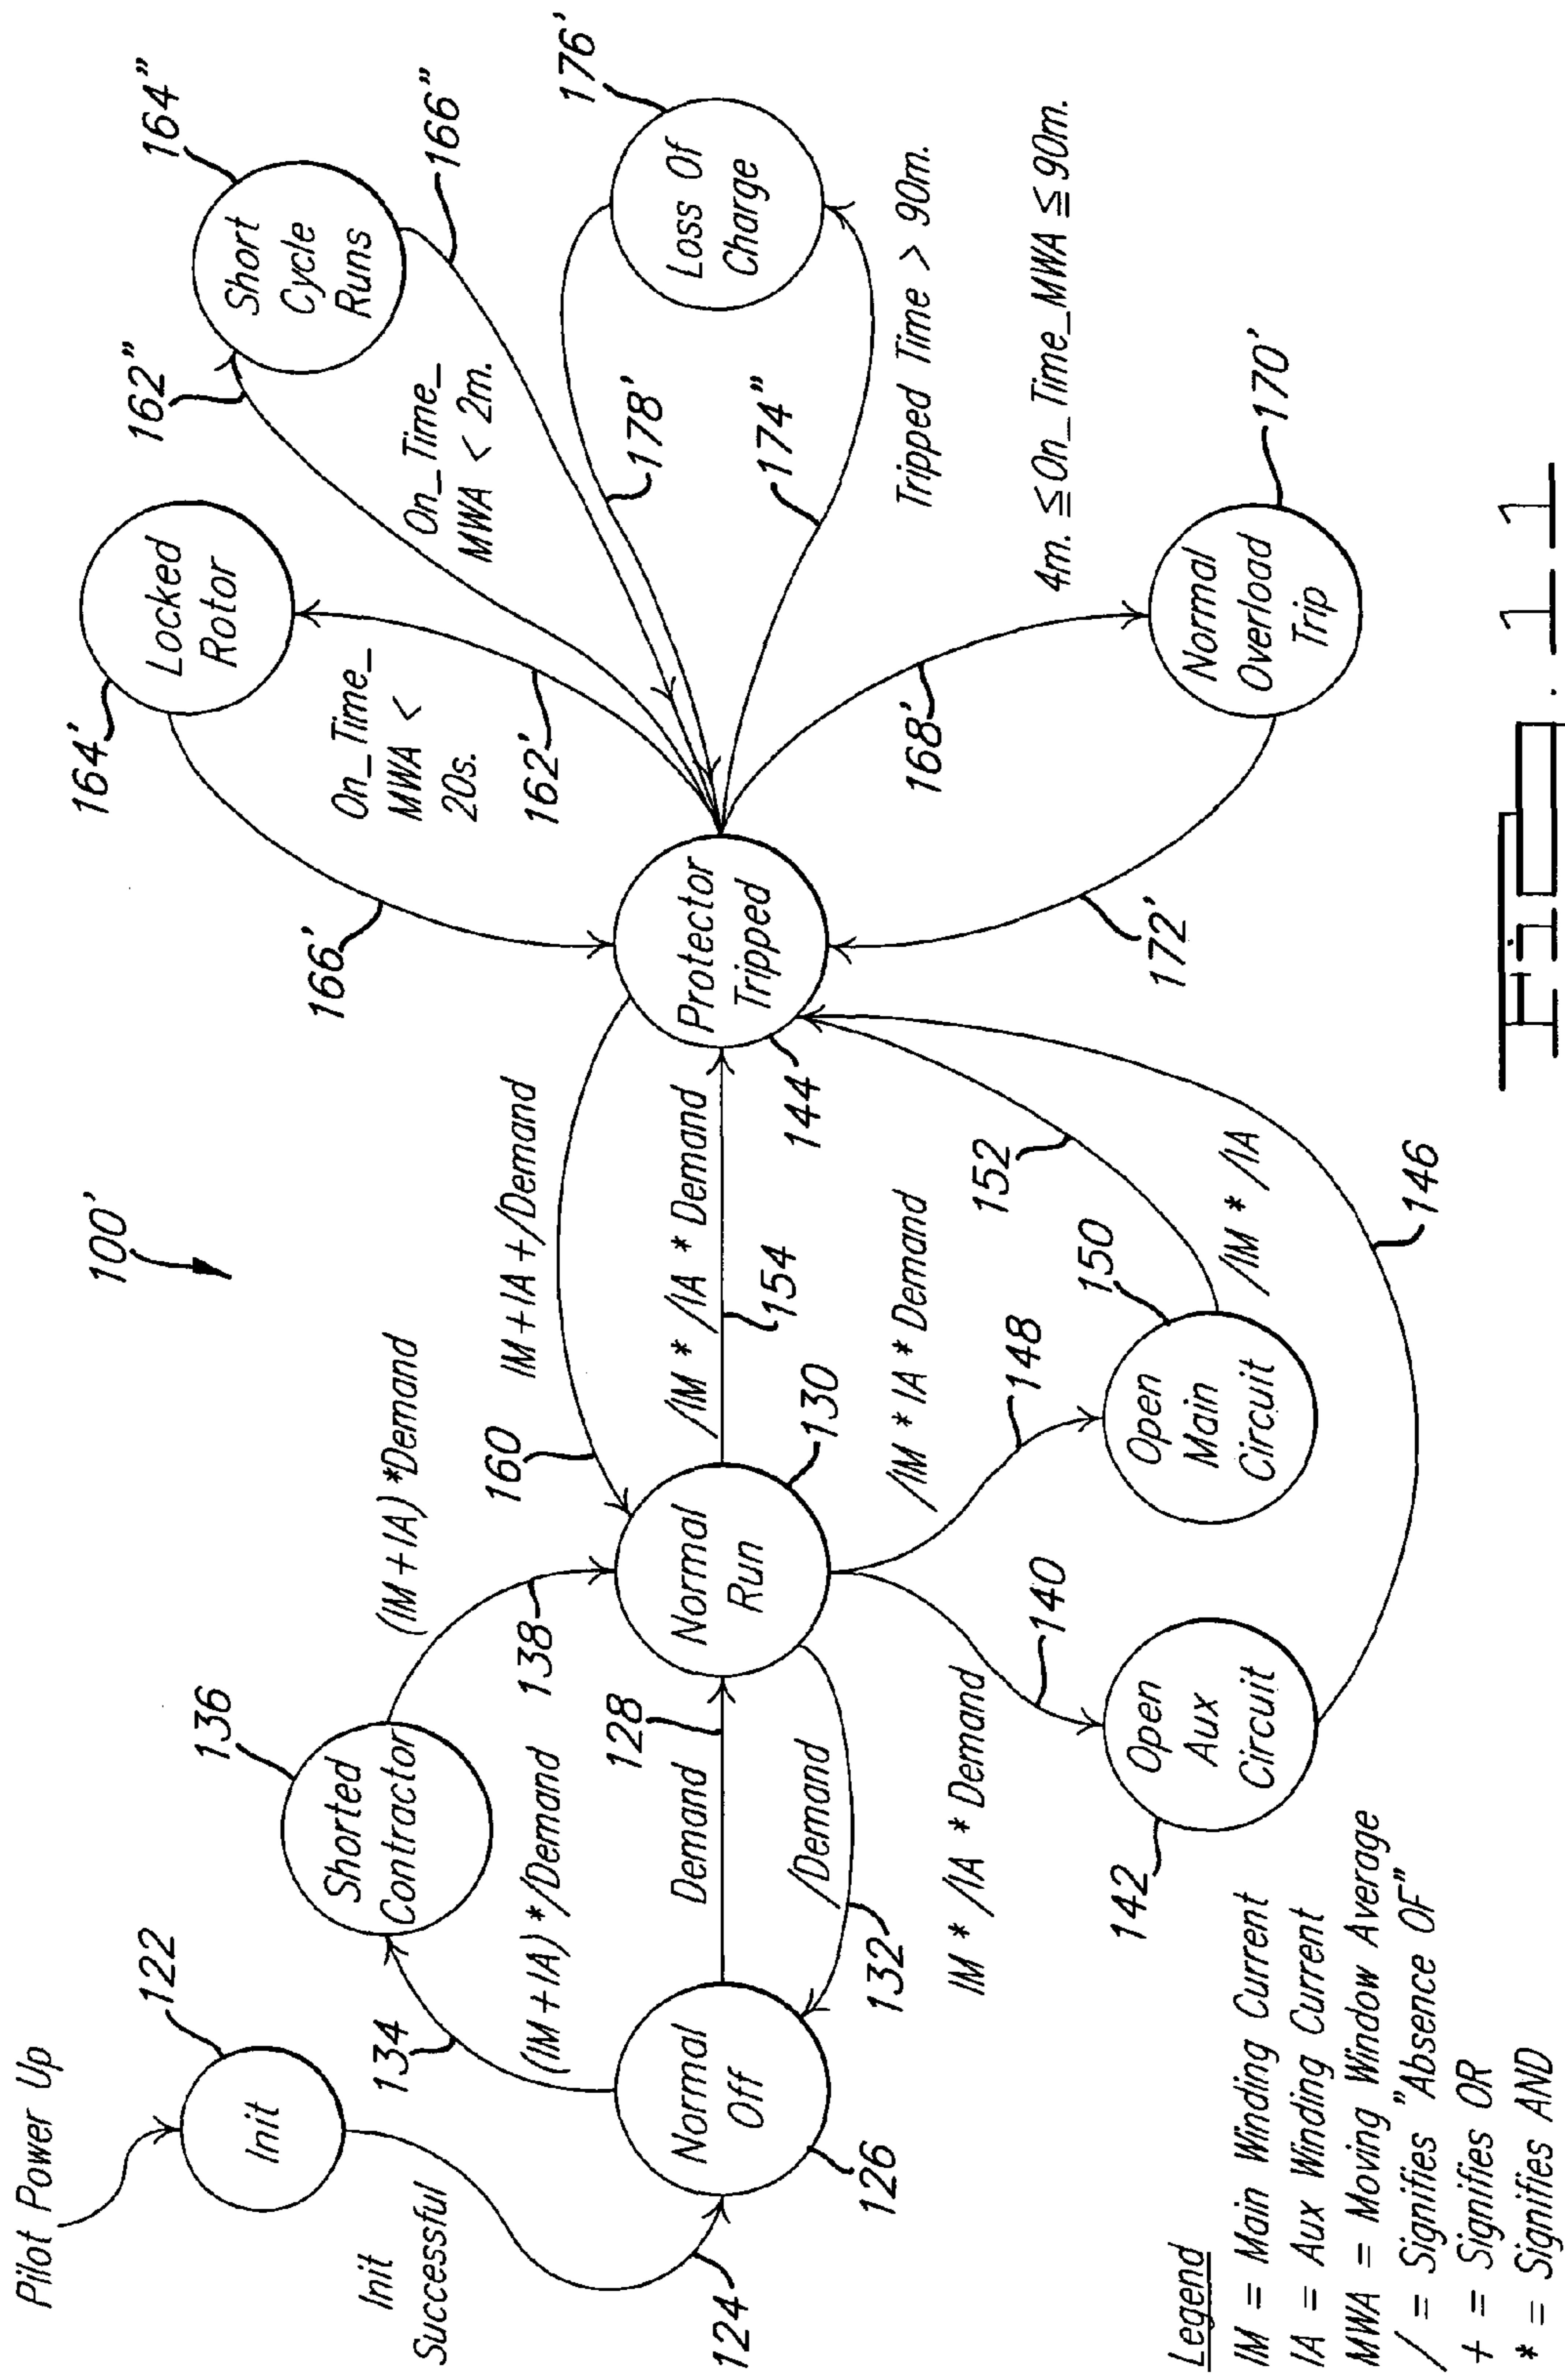 Pilot Power Up
122
Init
Init
Successful
124
Normal
Off
126
134
(IM + IA) */Demand
136
Shorted
Contractor
(IM + IA) *Demand
138
Demand
128
/Demand
132
Normal
Run
130
100'
160
IM + IA + /Demand
/IM * /IA * Demand
154
/IM * IA * Demand
148
IM * /IA * Demand
140
Open
Aux
Circuit
142
Open
Main
Circuit
150
152
/IM * /IA
146
Protector
Tripped
144
166'
164'
Locked
Rotor
On_Time_
MWA <
20s.
162'
162"
164"
Short
Cycle
Runs
166"
On_Time_
MWA < 2m.
178'
176'
Loss Of
Charge
174"
Tripped Time > 90m.
4m. ≦On_Time_MWA ≦90m.
168'
170'
Normal
Overload
Trip
172'
Legend
IM = Main Winding Current
IA = Aux Winding Current
MWA = Moving Window Average
/ = Signifies "Absence OF"
+ = Signifies OR
* = Signifies AND
Fig. 11